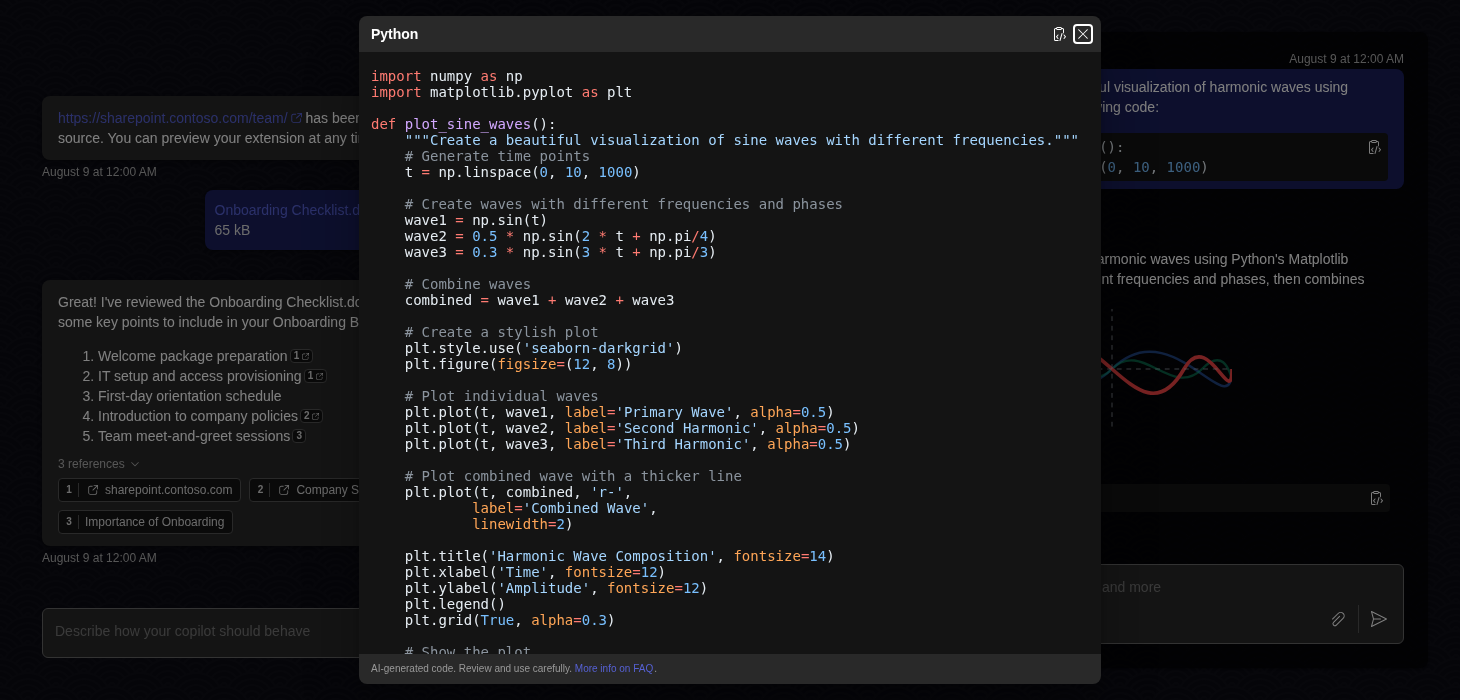 Python
import numpy as np
import matplotlib.pyplot as plt
def plot_sine_waves():
    """Create a beautiful visualization of sine waves with different frequencies."""
    # Generate time points
    t = np.linspace(0, 10, 1000)
    # Create waves with different frequencies and phases
    wave1 = np.sin(t)
    wave2 = 0.5 * np.sin(2 * t + np.pi/4)
    wave3 = 0.3 * np.sin(3 * t + np.pi/3)
    # Combine waves
    combined = wave1 + wave2 + wave3
    # Create a stylish plot
    plt.style.use('seaborn-darkgrid')
    plt.figure(figsize=(12, 8))
    # Plot individual waves
    plt.plot(t, wave1, label='Primary Wave', alpha=0.5)
    plt.plot(t, wave2, label='Second Harmonic', alpha=0.5)
    plt.plot(t, wave3, label='Third Harmonic', alpha=0.5)
    # Plot combined wave with a thicker line
    plt.plot(t, combined, 'r-',
            label='Combined Wave',
            linewidth=2)
    plt.title('Harmonic Wave Composition', fontsize=14)
    plt.xlabel('Time', fontsize=12)
    plt.ylabel('Amplitude', fontsize=12)
    plt.legend()
    plt.grid(True, alpha=0.3)
    # Show the plot
AI-generated code. Review and use carefully. More info on FAQ.
https://sharepoint.contoso.com/team/ has been
source. You can preview your extension at any ti
August 9 at 12:00 AM
Onboarding Checklist.d
65 kB
Great! I've reviewed the Onboarding Checklist.do
some key points to include in your Onboarding B
1. Welcome package preparation 1
2. IT setup and access provisioning 1
3. First-day orientation schedule
4. Introduction to company policies 2
5. Team meet-and-greet sessions 3
3 references
1 sharepoint.contoso.com
2 Company S
3 Importance of Onboarding
August 9 at 12:00 AM
Describe how your copilot should behave
August 9 at 12:00 AM
ul visualization of harmonic waves using
ing code:
():
(0, 10, 1000)
armonic waves using Python's Matplotlib
nt frequencies and phases, then combines
and more